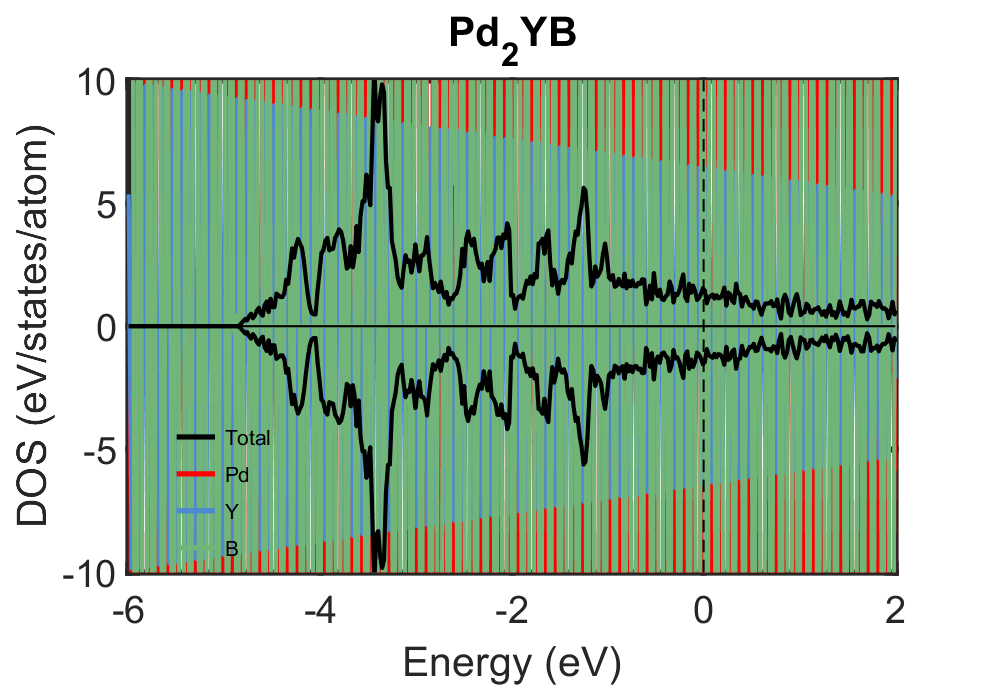 Pd2YB
10
5
0
-5
-10
DOS (eV/states/atom)
Total
Pd
Y
B
-6 -4 -2 0 2
Energy (eV)